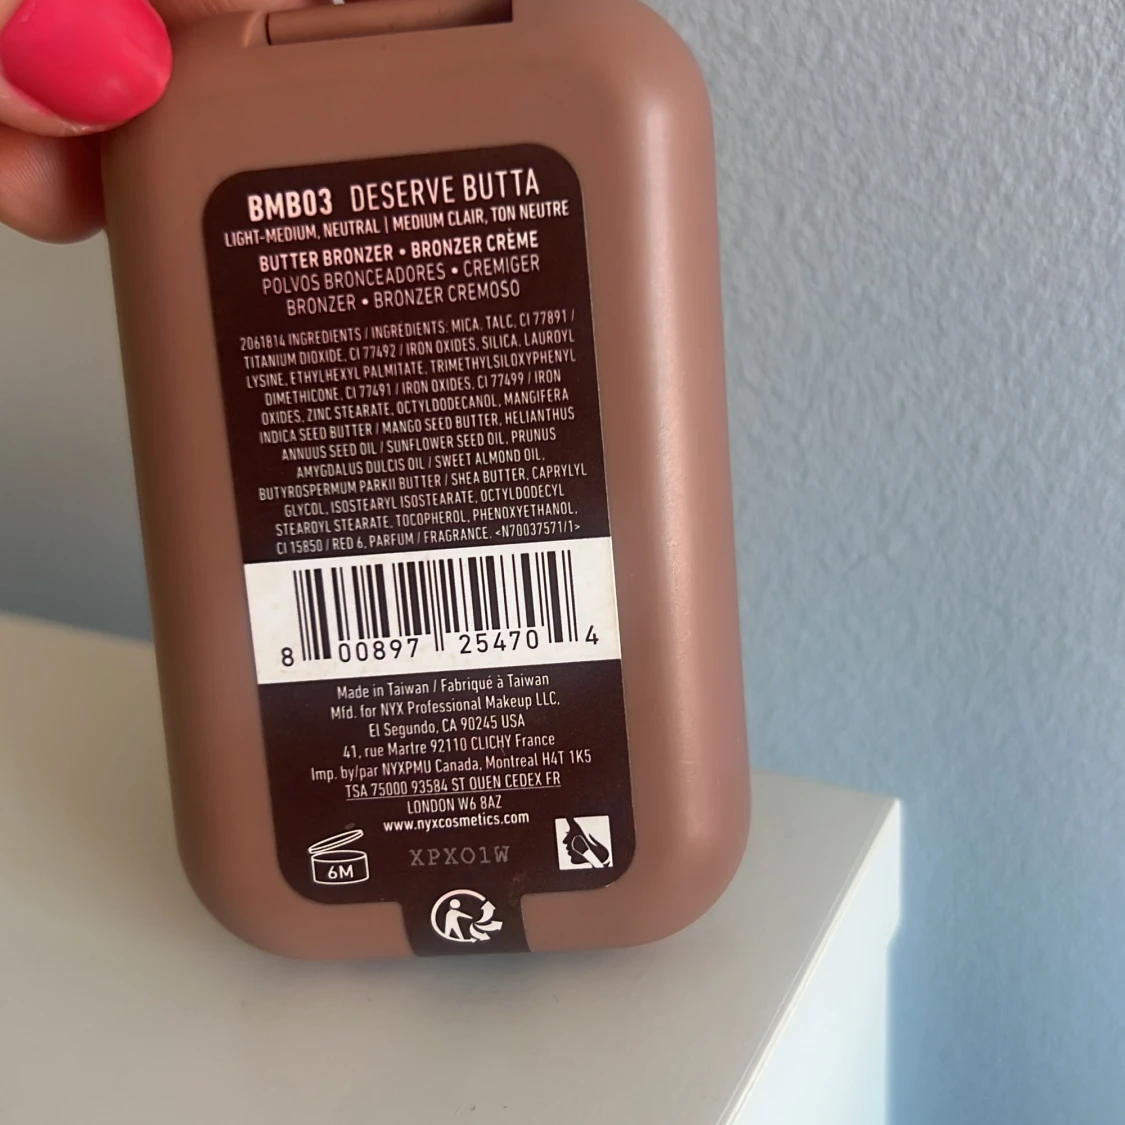 BMB03 DESERVE BUTTA
LIGHT-MEDIUM, NEUTRAL | MEDIUM CLAIR, TON NEUTRE
BUTTER BRONZER • BRONZER CRÈME
POLVOS BRONCEADORES • CREMIGER
BRONZER • BRONZER CREMOSO
2061814 INGREDIENTS / INGRÉDIENTS: MICA, TALC, CI 77891 /
TITANIUM DIOXIDE, CI 77492 / IRON OXIDES, SILICA, LAUROYL
LYSINE, ETHYLHEXYL PALMITATE, TRIMETHYLSILOXYPHENYL
DIMETHICONE, CI 77491 / IRON OXIDES, CI 77499 / IRON
OXIDES, ZINC STEARATE, OCTYLDODECANOL, MANGIFERA
INDICA SEED BUTTER / MANGO SEED BUTTER, HELIANTHUS
ANNUUS SEED OIL / SUNFLOWER SEED OIL, PRUNUS
AMYGDALUS DULCIS OIL / SWEET ALMOND OIL,
BUTYROSPERMUM PARKII BUTTER / SHEA BUTTER, CAPRYLYL
GLYCOL, ISOSTEARYL ISOSTEARATE, OCTYLDODECYL
STEAROYL STEARATE, TOCOPHEROL, PHENOXYETHANOL,
CI 15850 / RED 6, PARFUM / FRAGRANCE. <N70037571/1>
8 00897 25470 4
Made in Taiwan / Fabriqué à Taiwan
Mfd. for NYX Professional Makeup LLC,
El Segundo, CA 90245 USA
41, rue Martre 92110 CLICHY France
Imp. by/par NYXPMU Canada, Montreal H4T 1K5
TSA 75000 93584 ST OUEN CEDEX FR
LONDON W6 8AZ
www.nyxcosmetics.com
6M
XPX01W